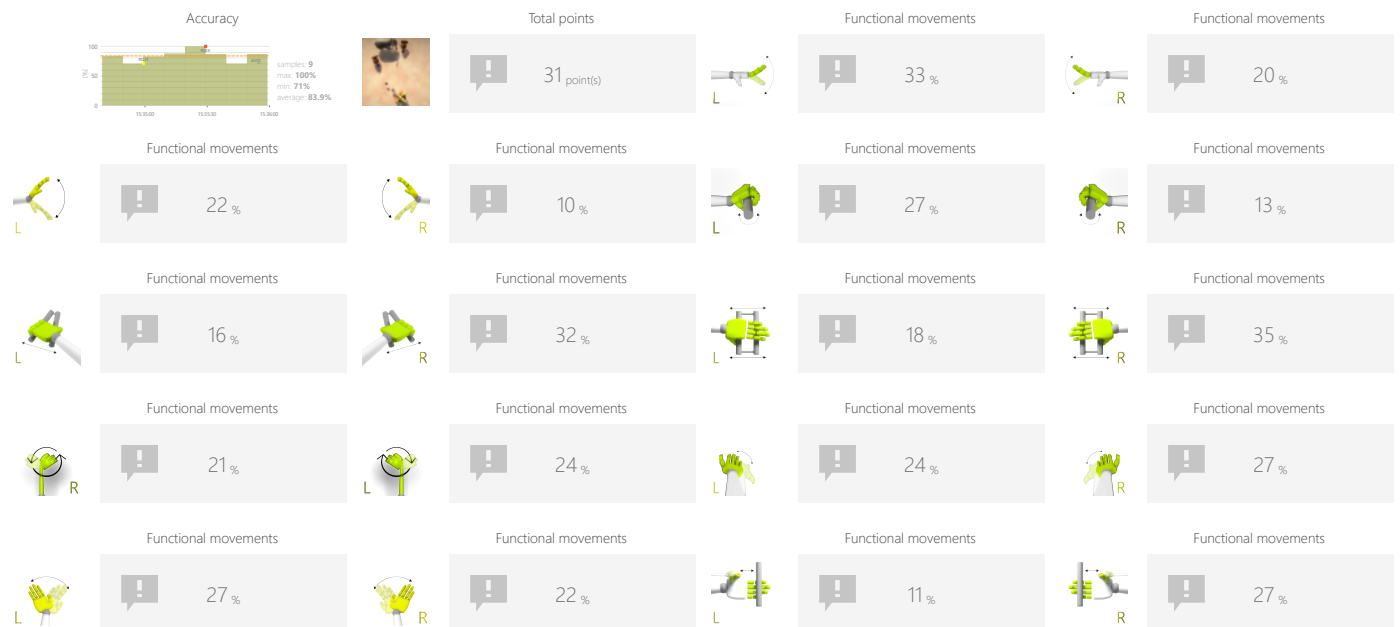 Accuracy
Total points
Functional movements
Functional movements
100
max
min
avg
[%]
50
0
samples: 9
max: 100%
min: 71%
average: 83.9%
15:35:00
15:35:30
15:36:00
31 point(s)
L
33 %
R
20 %
Functional movements
Functional movements
Functional movements
Functional movements
L
22 %
R
10 %
L
27 %
R
13 %
Functional movements
Functional movements
Functional movements
Functional movements
L
16 %
R
32 %
L
18 %
R
35 %
Functional movements
Functional movements
Functional movements
Functional movements
R
21 %
L
24 %
L
24 %
R
27 %
Functional movements
Functional movements
Functional movements
Functional movements
L
27 %
R
22 %
L
11 %
R
27 %